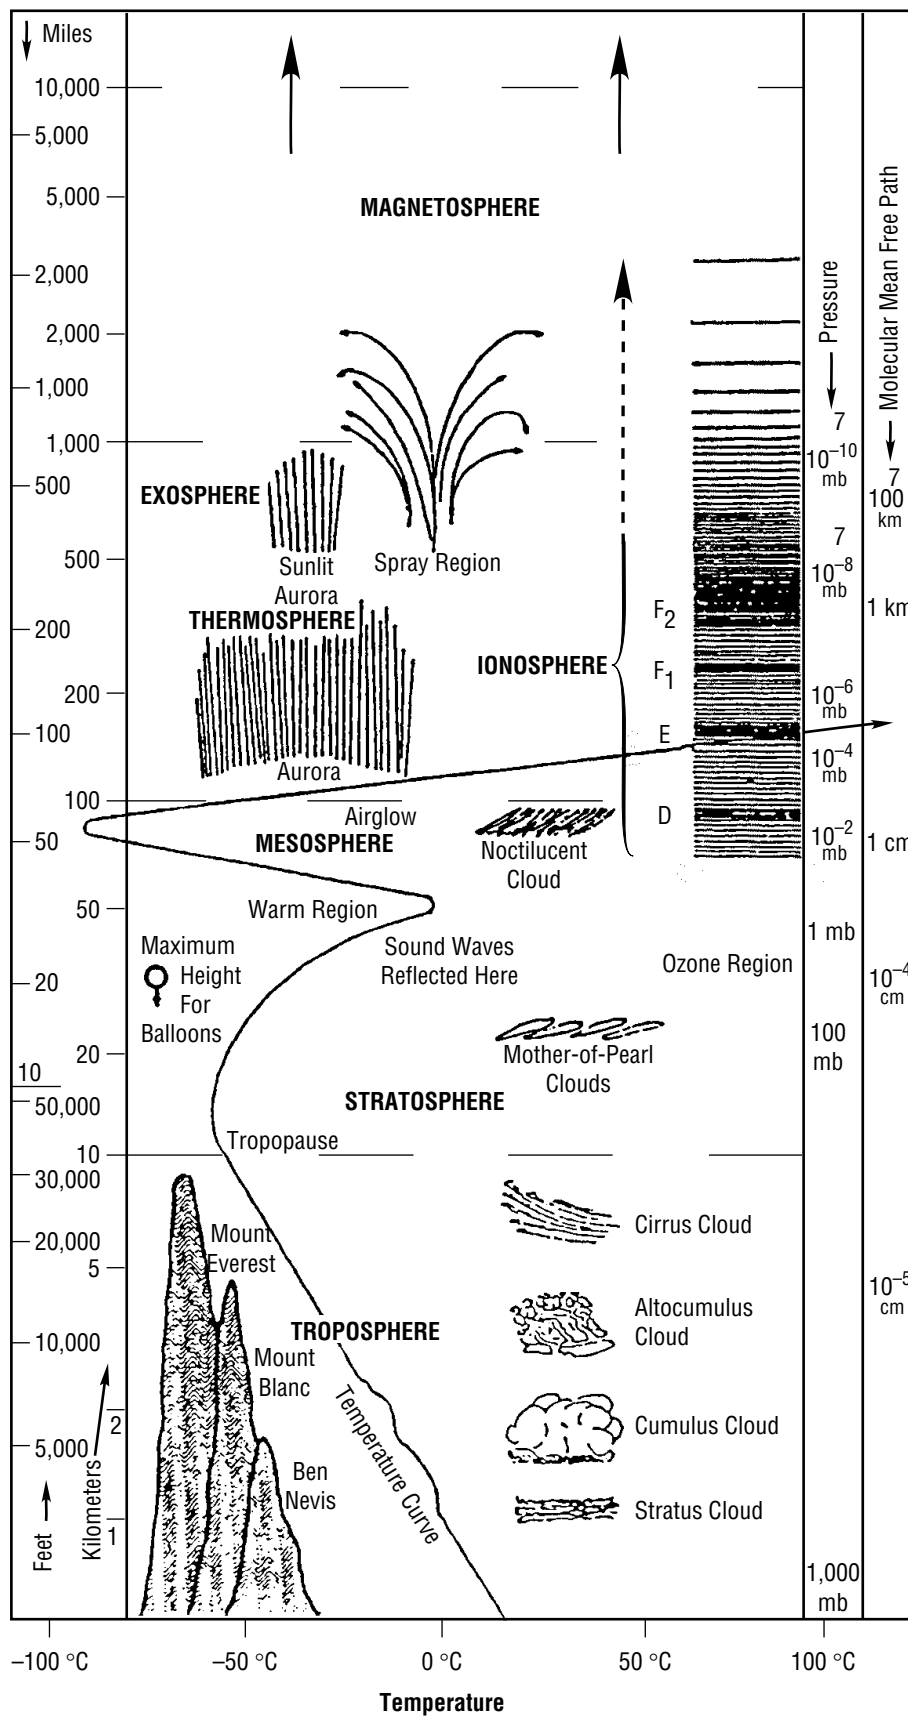 Miles
10,000
5,000
5,000
MAGNETOSPHERE
2,000
2,000
1,000
1,000
500
EXOSPHERE
Sunlit
Aurora
Spray Region
500
THERMOSPHERE
200
IONOSPHERE
200
100
Aurora
100
Airglow
MESOSPHERE
50
Noctilucent
Cloud
50
Warm Region
Maximum
Height
For
Balloons
Sound Waves
Reflected Here
Ozone Region
20
20
Mother-of-Pearl
Clouds
10
50,000
STRATOSPHERE
Tropopause
10
30,000
20,000
5
Mount
Everest
Cirrus Cloud
TROPOSPHERE
Altocumulus
Cloud
10,000
Mount
Blanc
2
5,000
Temperature Curve
Cumulus Cloud
Ben
Nevis
Stratus Cloud
1
Feet
Kilometers
F2
F1
E
D
Pressure
7
10–10
mb
7
10–8
mb
10–6
mb
10–4
mb
10–2
mb
1 mb
100
mb
1,000
mb
Molecular Mean Free Path
7
100
km
1 km
1 cm
10–4
cm
10–5
cm
–100 °C
–50 °C
0 °C
50 °C
100 °C
Temperature